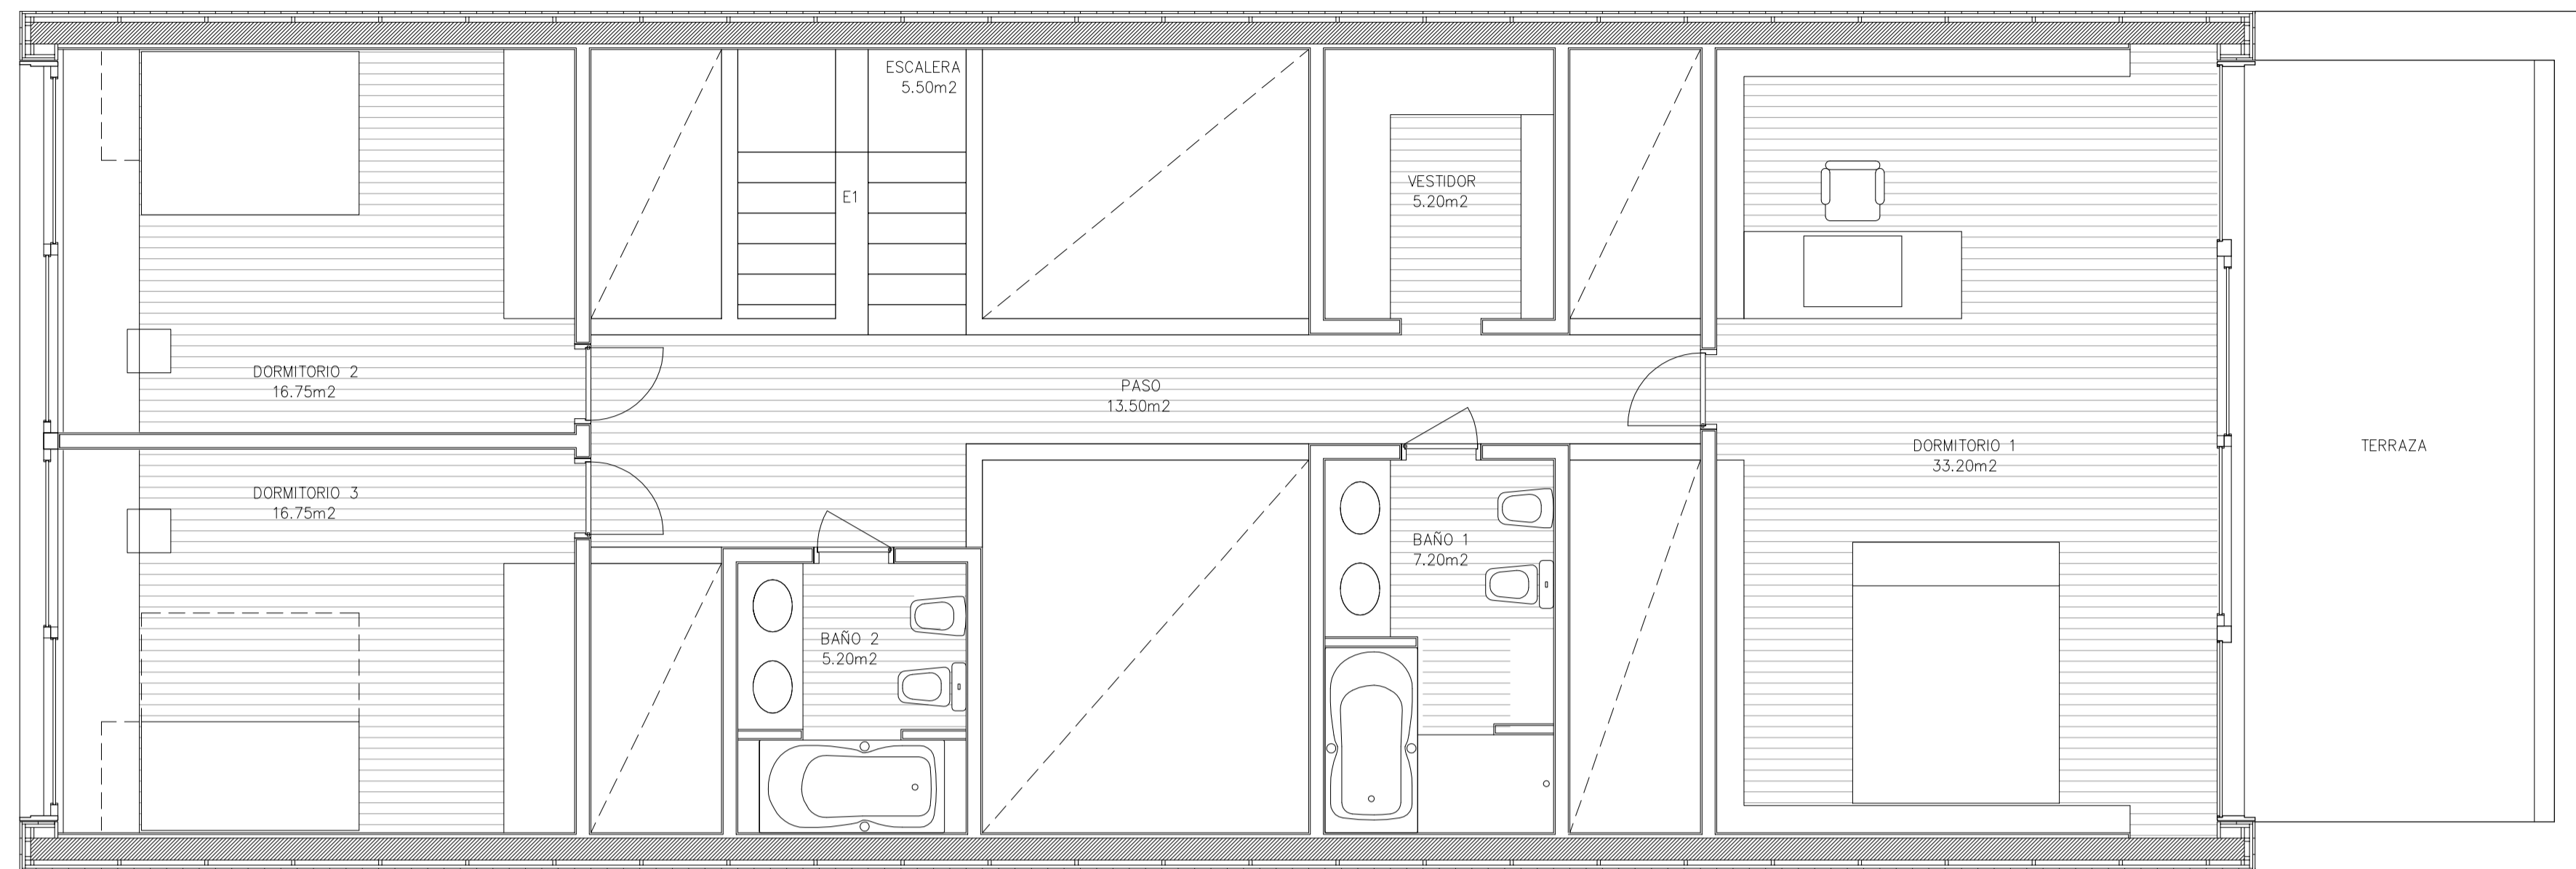 ESCALERA
5.50m2
E1
VESTIDOR
5.20m2
DORMITORIO 2
16.75m2
PASO
13.50m2
DORMITORIO 1
33.20m2
TERRAZA
DORMITORIO 3
16.75m2
BAÑO 1
7.20m2
BAÑO 2
5.20m2